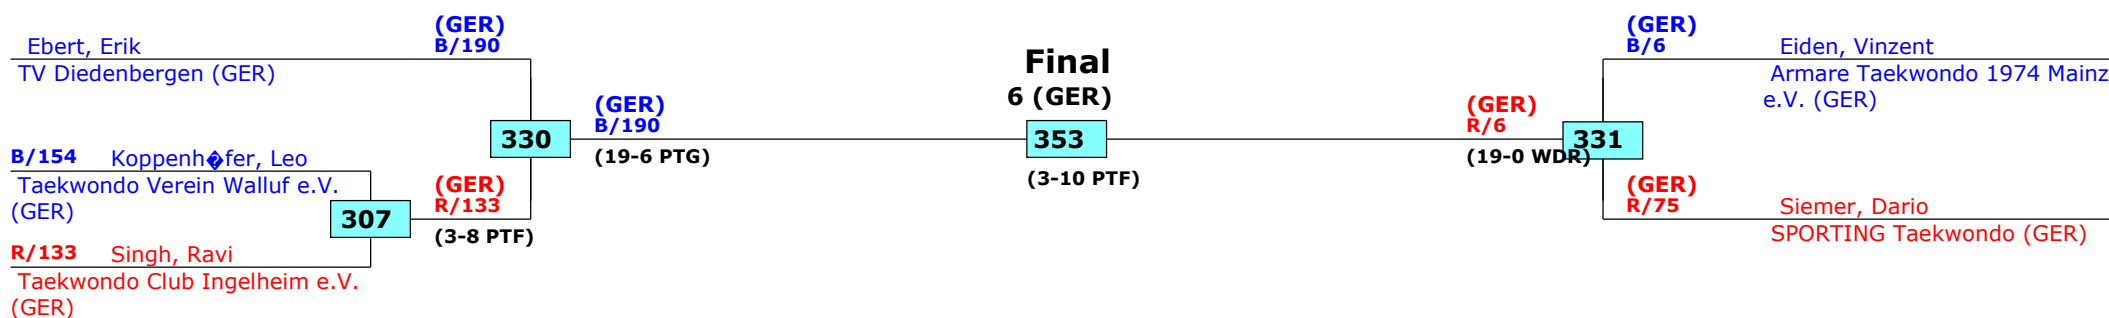 (GER)
B/190
Ebert, Erik
TV Diedenbergen (GER)
B/154 Koppenh�fer, Leo
Taekwondo Verein Walluf e.V.
(GER)
R/133 Singh, Ravi
Taekwondo Club Ingelheim e.V.
(GER)
307
(GER)
R/133
(3-8 PTF)
330
(GER)
B/190
(19-6 PTG)
Final
6 (GER)
353
(3-10 PTF)
(GER)
R/6
(19-0 WDR)
331
(GER)
B/6
Eiden, Vinzent
Armare Taekwondo 1974 Mainz
e.V. (GER)
(GER)
R/75
Siemer, Dario
SPORTING Taekwondo (GER)